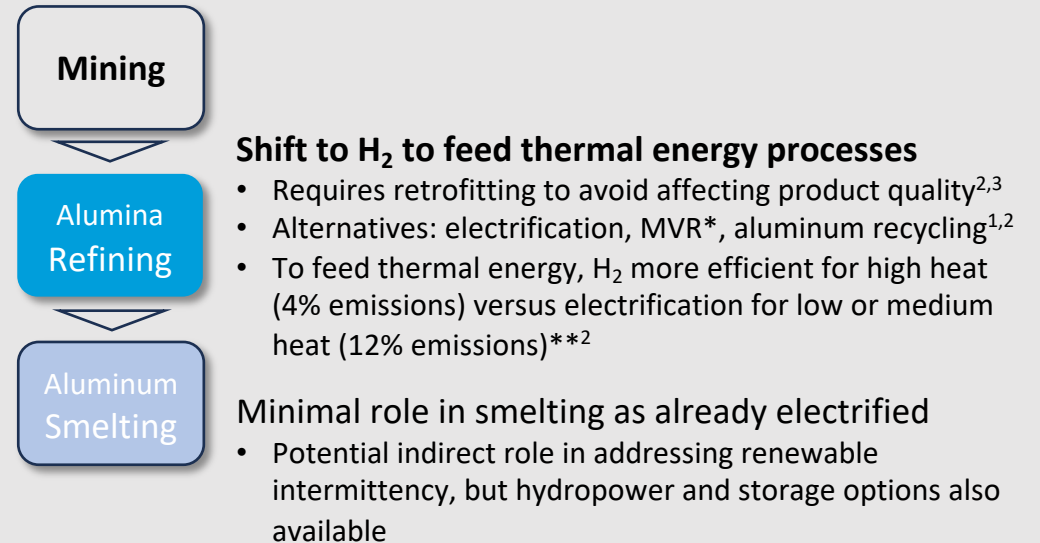 Mining
Alumina
Refining
Aluminum
Smelting
Shift to H₂ to feed thermal energy processes
• Requires retrofitting to avoid affecting product quality²,³
• Alternatives: electrification, MVR*, aluminum recycling¹,²
• To feed thermal energy, H₂ more efficient for high heat
(4% emissions) versus electrification for low or medium
heat (12% emissions)**²
Minimal role in smelting as already electrified
• Potential indirect role in addressing renewable
intermittency, but hydropower and storage options also
available